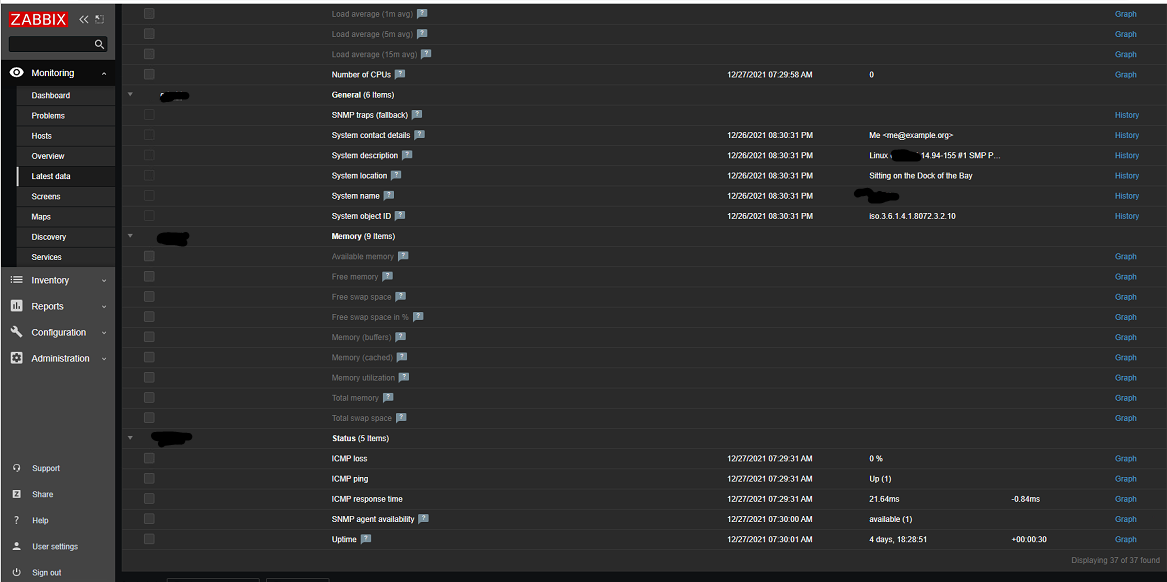 ZABBIX
Load average (1m avg) ? Graph
Load average (5m avg) ? Graph
Load average (15m avg) ? Graph
Monitoring
Number of CPUs ? 12/27/2021 07:29:58 AM 0 Graph
Dashboard
General (6 Items)
Problems
SNMP traps (fallback) ? History
Hosts
System contact details ? 12/26/2021 08:30:31 PM Me <me@example.org> History
Overview
System description ? 12/26/2021 08:30:31 PM Linux 14.94-155 #1 SMP P... History
Latest data
System location ? 12/26/2021 08:30:31 PM Sitting on the Dock of the Bay History
Screens
System name ? 12/26/2021 08:30:31 PM History
Maps
System object ID ? 12/26/2021 08:30:31 PM iso.3.6.1.4.1.8072.3.2.10 History
Discovery
Memory (9 Items)
Services
Available memory ? Graph
Inventory
Free memory ? Graph
Free swap space ? Graph
Reports
Free swap space in % ? Graph
Configuration
Memory (buffers) ? Graph
Administration
Memory (cached) ? Graph
Memory utilization ? Graph
Total memory ? Graph
Total swap space ? Graph
Status (5 Items)
ICMP loss 12/27/2021 07:29:31 AM 0 % Graph
Support
ICMP ping 12/27/2021 07:29:31 AM Up (1) Graph
Z Share
ICMP response time 12/27/2021 07:29:31 AM 21.64ms -0.84ms Graph
? Help
SNMP agent availability ? 12/27/2021 07:30:00 AM available (1) Graph
User settings
Uptime ? 12/27/2021 07:30:01 AM 4 days, 18:28:51 +00:00:30 Graph
Displaying 37 of 37 found
Sign out